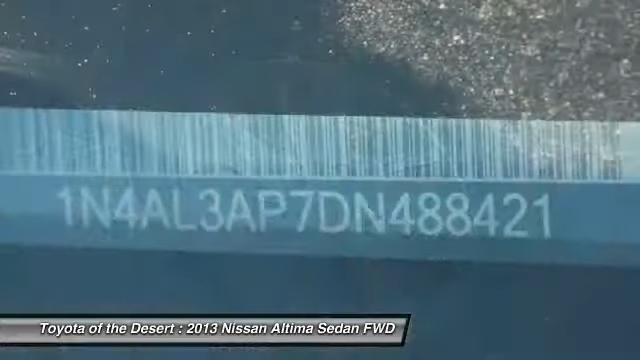 1N4AL3AP7DN488421
Toyota of the Desert : 2013 Nissan Altima Sedan FWD